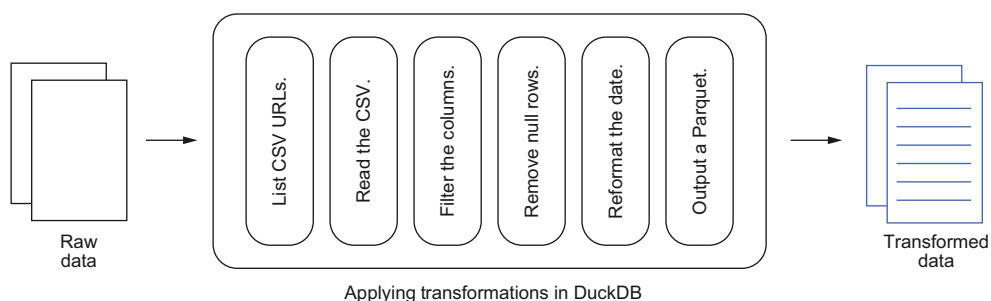 Raw
data
List CSV URLs.
Read the CSV.
Filter the columns.
Remove null rows.
Reformat the date.
Output a Parquet.
Transformed
data
Applying transformations in DuckDB